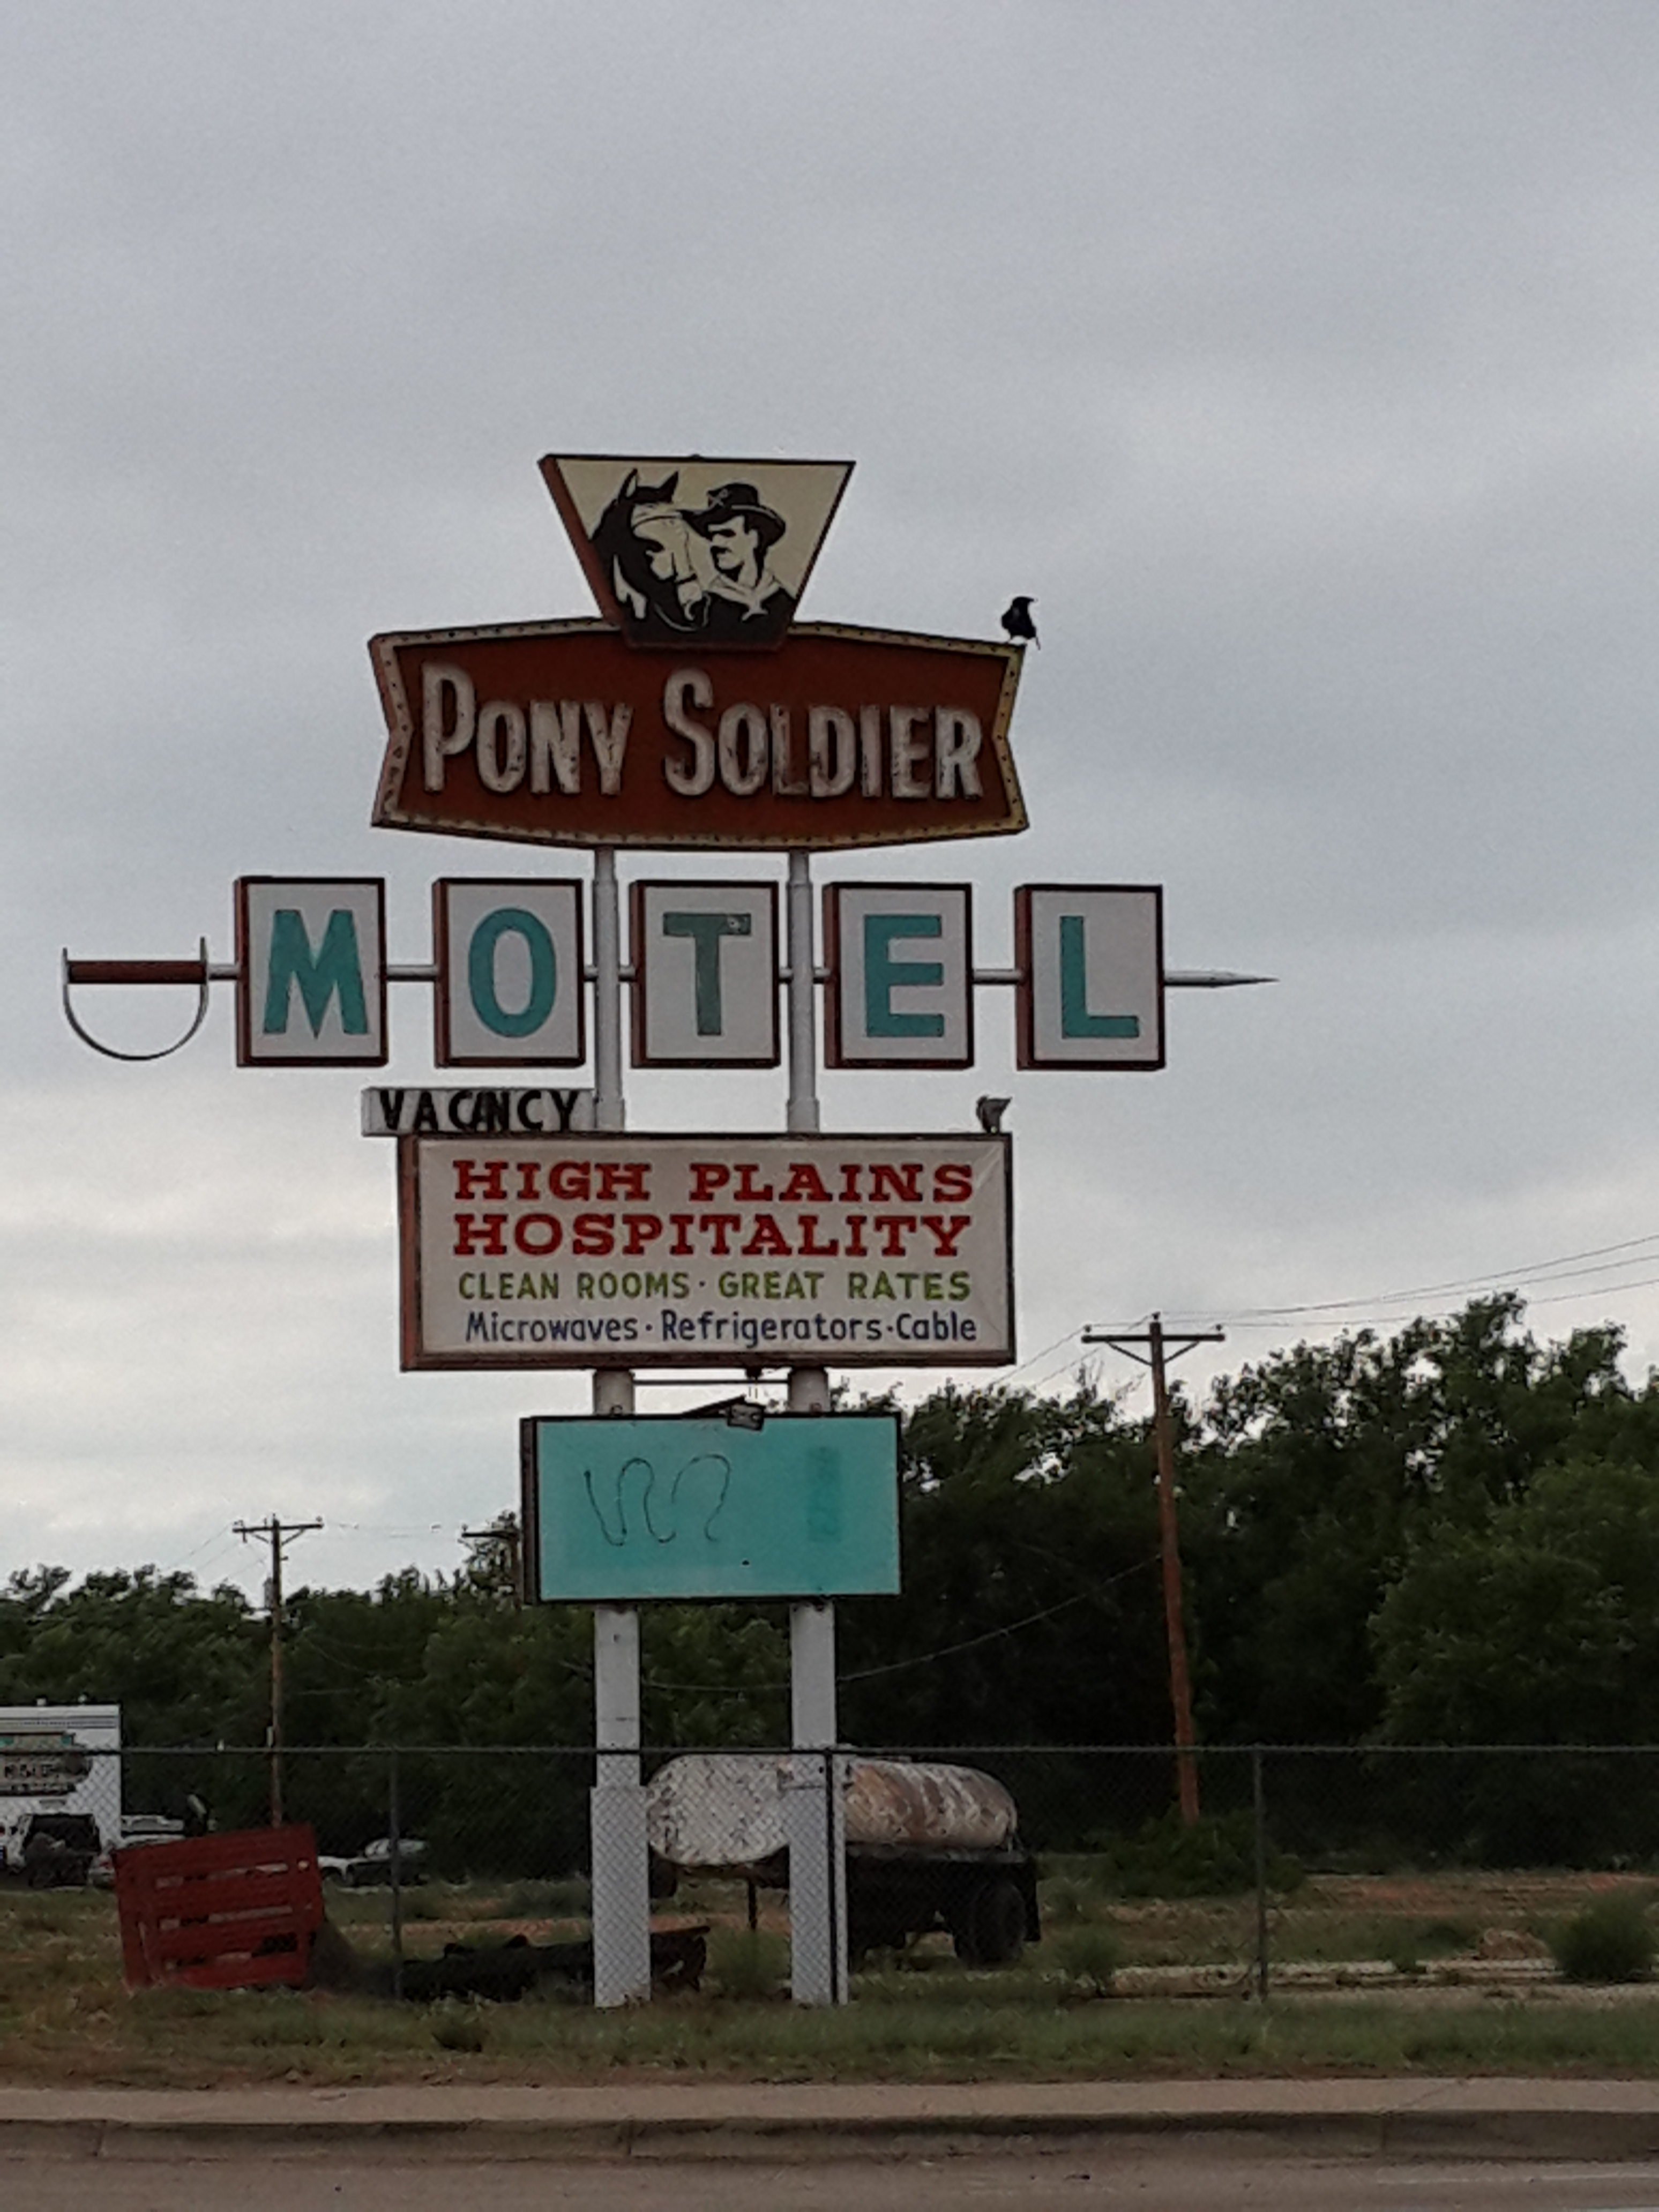 PONY SOLDIER
MOTEL
VACANCY
HIGH PLAINS
HOSPITALITY
CLEAN ROOMS · GREAT RATES
Microwaves · Refrigerators · Cable